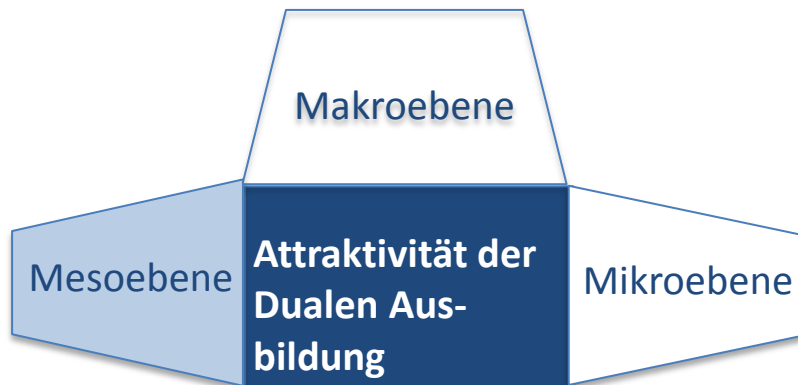 Makroebene
Mesoebene
Attraktivität der
Dualen Aus-
bildung
Mikroebene